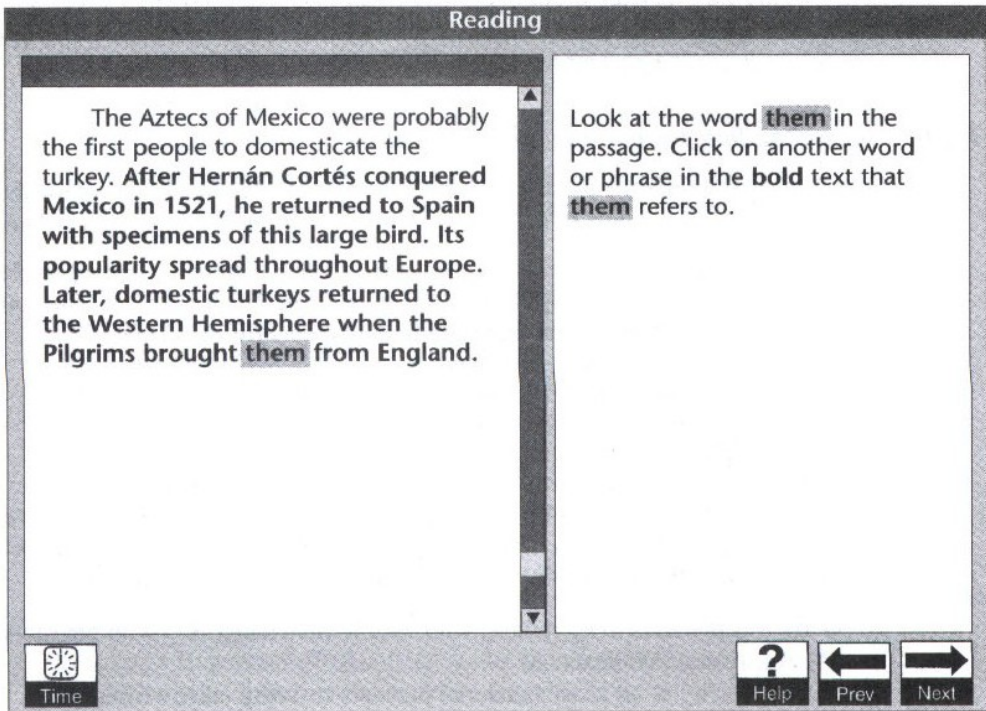 Reading
The Aztecs of Mexico were probably
the first people to domesticate the
turkey. After Hernán Cortés conquered
Mexico in 1521, he returned to Spain
with specimens of this large bird. Its
popularity spread throughout Europe.
Later, domestic turkeys returned to
the Western Hemisphere when the
Pilgrims brought them from England.
Look at the word them in the
passage. Click on another word
or phrase in the bold text that
them refers to.
Time
?
Help
Prev
Next